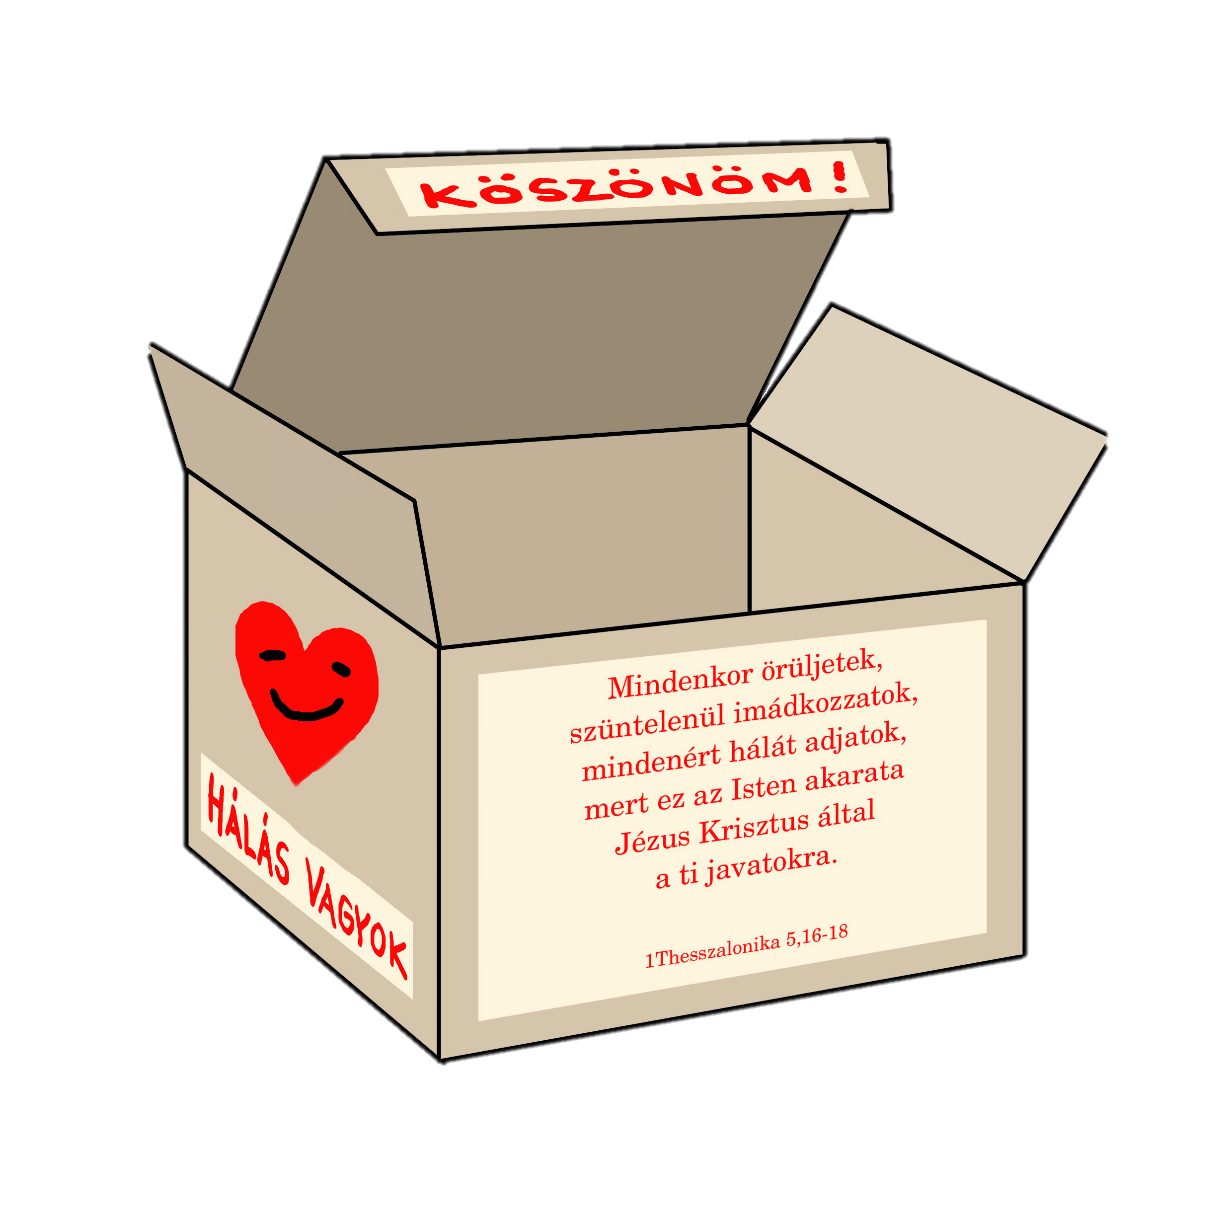 KÖSZÖNÖM!
HÁLÁS VAGYOK
Mindenkor örüljetek,
szüntelenül imádkozzatok,
mindenért hálát adjatok,
mert ez az Isten akarata
Jézus Krisztus által
a ti javatokra.
1Thesszalonika 5,16-18